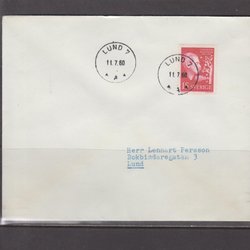 LUND 7
11.7.60
LUND 7
11.7.60
SVERIGE
Herr Lennart Persson
Bokbindaregatan 3
Lund